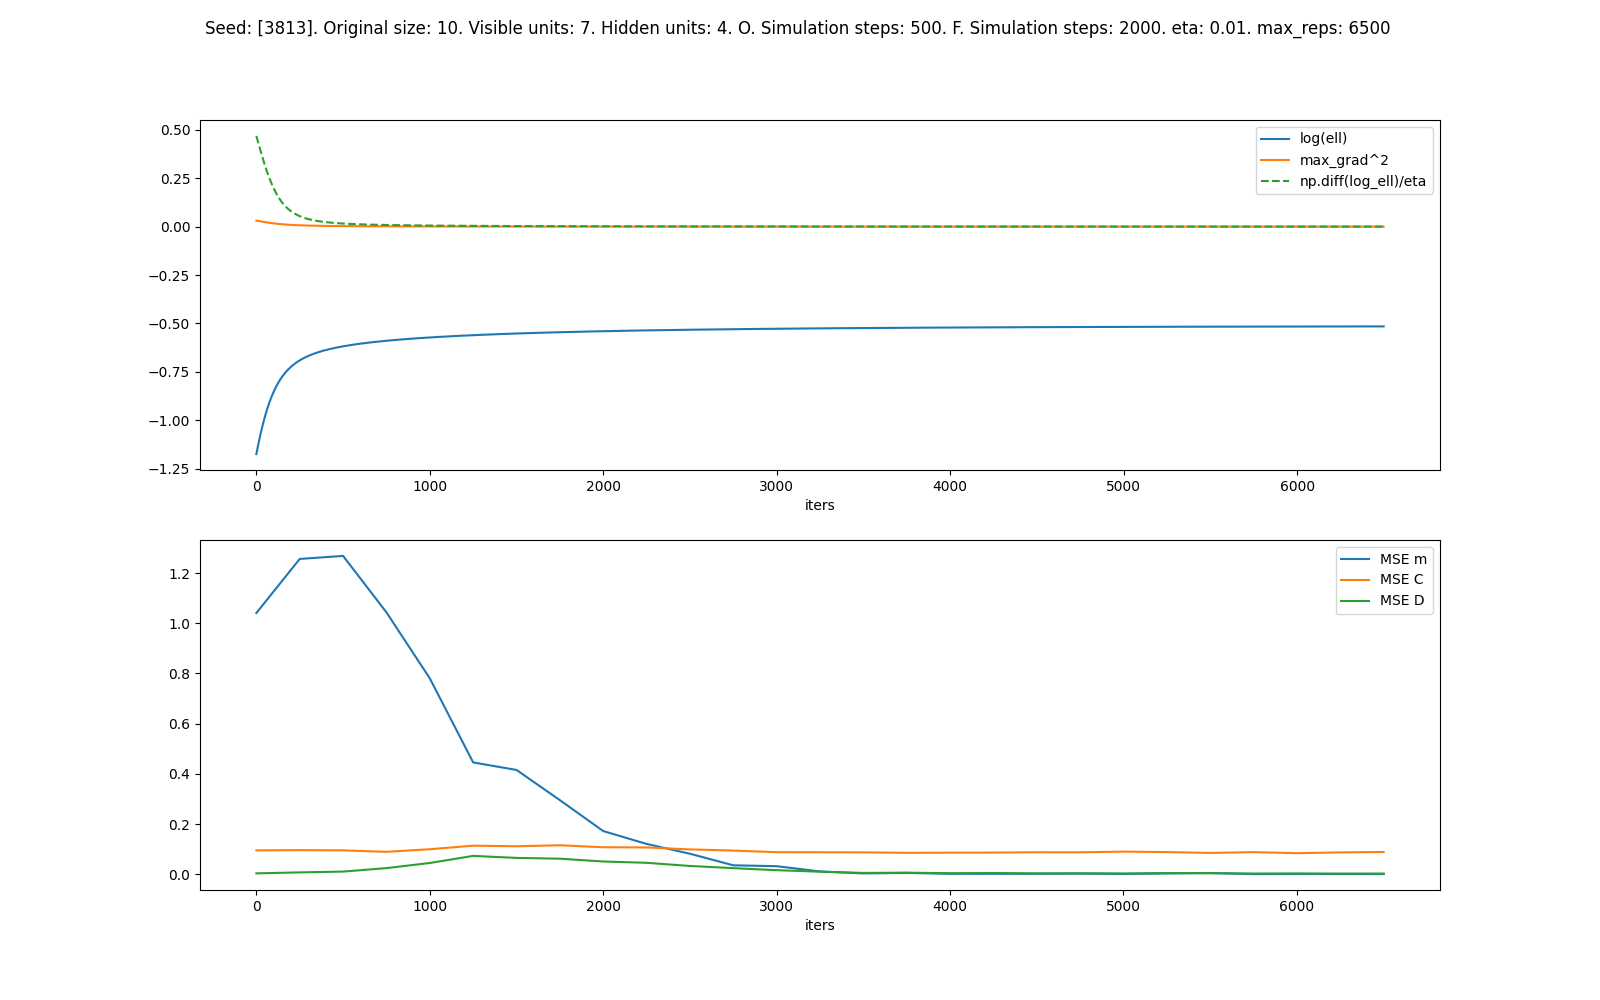 Seed: [3813]. Original size: 10. Visible units: 7. Hidden units: 4. O. Simulation steps: 500. F. Simulation steps: 2000. eta: 0.01. max_reps: 6500
0.50
0.25
0.00
−0.25
−0.50
−0.75
−1.00
−1.25
log(ell)
max_grad^2
np.diff(log_ell)/eta
0 1000 2000 3000 4000 5000 6000
iters
1.2
1.0
0.8
0.6
0.4
0.2
0.0
MSE m
MSE C
MSE D
0 1000 2000 3000 4000 5000 6000
iters